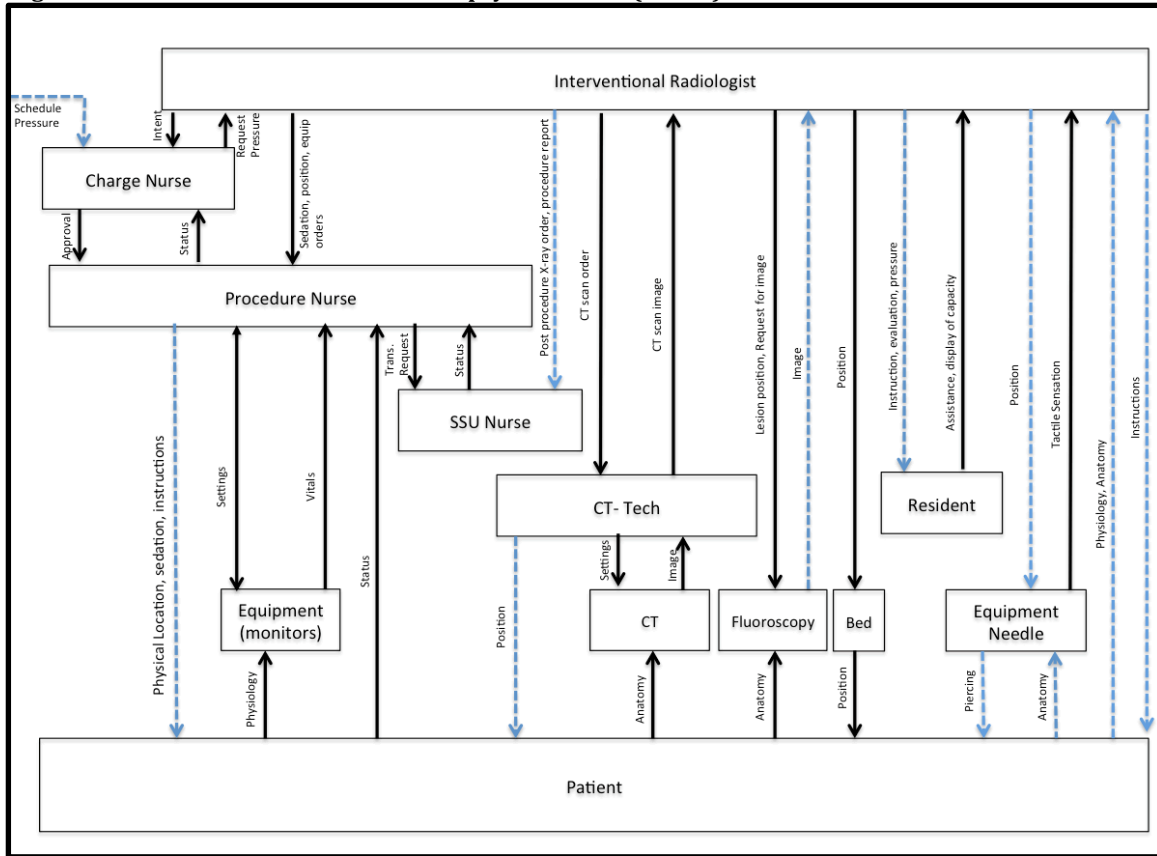 Interventional Radiologist
Schedule
Pressure
Intent
Request
Pressure
Sedation, position, equip
orders
Post procedure X-ray order, procedure report
CT scan order
CT scan image
Lesion position, Request for image
Image
Position
Instruction, evaluation, pressure
Assistance, display of capacity
Position
Tactile Sensation
Physiology, Anatomy
Instructions
Charge Nurse
Approval
Status
Procedure Nurse
Physical Location, sedation, instructions
Settings
Vitals
Status
Trans.
Request
Status
SSU Nurse
CT- Tech
Resident
Position
Settings
Image
Equipment
(monitors)
CT
Fluoroscopy
Bed
Equipment
Needle
Physiology
Anatomy
Anatomy
Position
Piercing
Anatomy
Patient